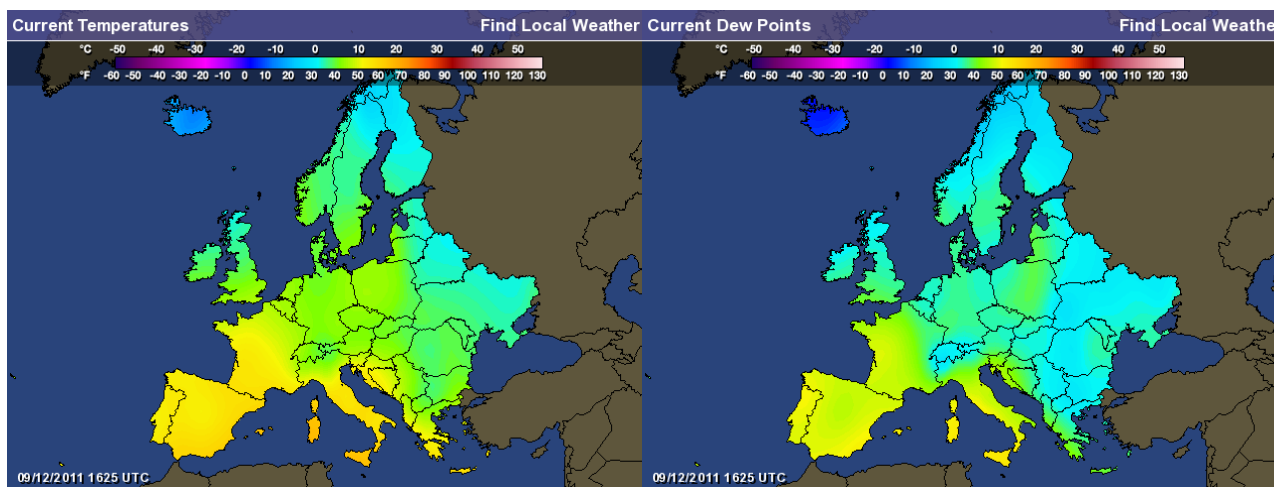 Current Temperatures Find Local Weather
°C -50 -40 -30 -20 -10 0 10 20 30 40 50
°F -60 -50 -40 -30 -20 -10 0 10 20 30 40 50 60 70 80 90 100 110 120 130
09/12/2011 1625 UTC
Current Dew Points Find Local Weathe
°C -50 -40 -30 -20 -10 0 10 20 30 40 50
°F -60 -50 -40 -30 -20 -10 0 10 20 30 40 50 60 70 80 90 100 110 120 130
09/12/2011 1625 UTC